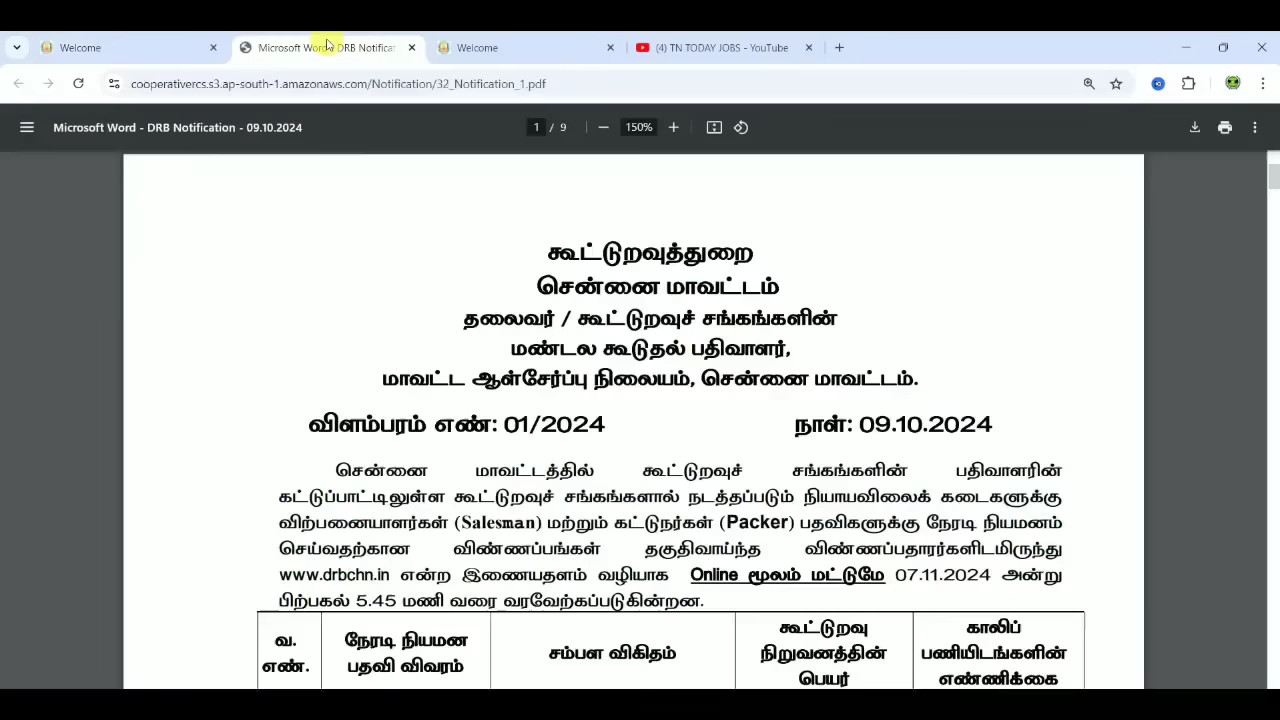 Welcome
Microsoft Word - DRB Notificat
Welcome
(4) TN TODAY JOBS - YouTube
cooperativercs.s3.ap-south-1.amazonaws.com/Notification/32_Notification_1.pdf
Microsoft Word - DRB Notification - 09.10.2024
1 / 9
150%
கூட்டுறவுத்துறை
சென்னை மாவட்டம்
தலைவர் / கூட்டுறவுச் சங்கங்களின்
மண்டல கூடுதல் பதிவாளர்,
மாவட்ட ஆள்சேர்ப்பு நிலையம், சென்னை மாவட்டம்.
விளம்பரம் எண்: 01/2024 நாள்: 09.10.2024
சென்னை மாவட்டத்தில் கூட்டுறவுச் சங்கங்களின் பதிவாளரின்
கட்டுப்பாட்டிலுள்ள கூட்டுறவுச் சங்கங்களால் நடத்தப்படும் நியாயவிலைக் கடைகளுக்கு
விற்பனையாளர்கள் (Salesman) மற்றும் கட்டுநர்கள் (Packer) பதவிகளுக்கு நேரடி நியமனம்
செய்வதற்கான விண்ணப்பங்கள் தகுதிவாய்ந்த விண்ணப்பதாரர்களிடமிருந்து
www.drbchn.in என்ற இணையதளம் வழியாக Online மூலம் மட்டுமே 07.11.2024 அன்று
பிற்பகல் 5.45 மணி வரை வரவேற்கப்படுகின்றன.
வ.
எண்.
நேரடி நியமன
பதவி விவரம்
சம்பள விகிதம்
கூட்டுறவு
நிறுவனத்தின்
பெயர்
காலிப்
பணியிடங்களின்
எண்ணிக்கை